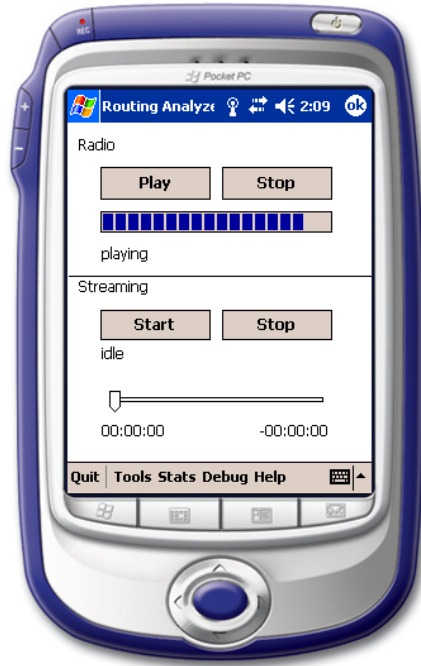 REC
Pocket PC
Routing Analyze 2:09 ok
Radio
Play Stop
playing
Streaming
Start Stop
idle
00:00:00 -00:00:00
Quit Tools Stats Debug Help